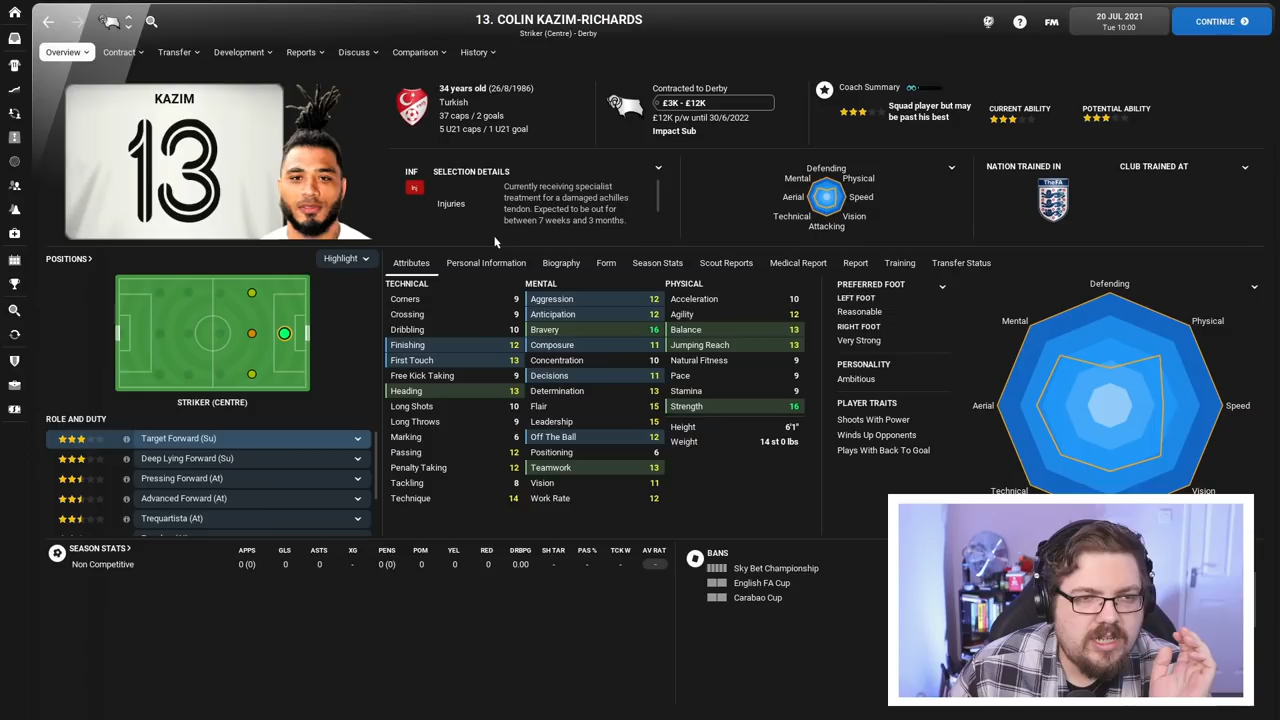 13. COLIN KAZIM-RICHARDS
Striker (Centre) - Derby
FM
20 JUL 2021
Tue 10:00
CONTINUE
Overview
Contract
Transfer
Development
Reports
Discuss
Comparison
History
KAZIM
13
34 years old (26/8/1986)
Turkish
37 caps / 2 goals
5 U21 caps / 1 U21 goal
Contracted to Derby
£3K - £12K
£12K p/w until 30/6/2022
Impact Sub
Coach Summary
Squad player but may
be past his best
CURRENT ABILITY
POTENTIAL ABILITY
INF
SELECTION DETAILS
Inj
Injuries
Currently receiving specialist
treatment for a damaged achilles
tendon. Expected to be out for
between 7 weeks and 3 months.
Defending
Mental
Physical
Aerial
Speed
Technical
Vision
Attacking
NATION TRAINED IN
CLUB TRAINED AT
TheFA
POSITIONS
Highlight
STRIKER (CENTRE)
ROLE AND DUTY
Target Forward (Su)
Deep Lying Forward (Su)
Pressing Forward (At)
Advanced Forward (At)
Trequartista (At)
Attributes
Personal Information
Biography
Form
Season Stats
Scout Reports
Medical Report
Report
Training
Transfer Status
TECHNICAL
Corners 9
Crossing 9
Dribbling 10
Finishing 12
First Touch 13
Free Kick Taking 9
Heading 13
Long Shots 10
Long Throws 9
Marking 6
Passing 12
Penalty Taking 12
Tackling 8
Technique 14
MENTAL
Aggression 12
Anticipation 12
Bravery 16
Composure 11
Concentration 10
Decisions 11
Determination 13
Flair 15
Leadership 15
Off The Ball 12
Positioning 6
Teamwork 13
Vision 11
Work Rate 12
PHYSICAL
Acceleration 10
Agility 12
Balance 13
Jumping Reach 13
Natural Fitness 9
Pace 9
Stamina 9
Strength 16
Height 6'1"
Weight 14 st 0 lbs
PREFERRED FOOT
LEFT FOOT
Reasonable
RIGHT FOOT
Very Strong
PERSONALITY
Ambitious
PLAYER TRAITS
Shoots With Power
Winds Up Opponents
Plays With Back To Goal
Defending
Mental
Physical
Aerial
Speed
Technical
Vision
SEASON STATS
APPS GLS ASTS XG PENS POM YEL RED DRBPG SH TAR PAS % TCK W AV RAT
Non Competitive 0 (0) 0 0 - 0 (0) 0 0 0 0.00 - - - -
BANS
Sky Bet Championship
English FA Cup
Carabao Cup